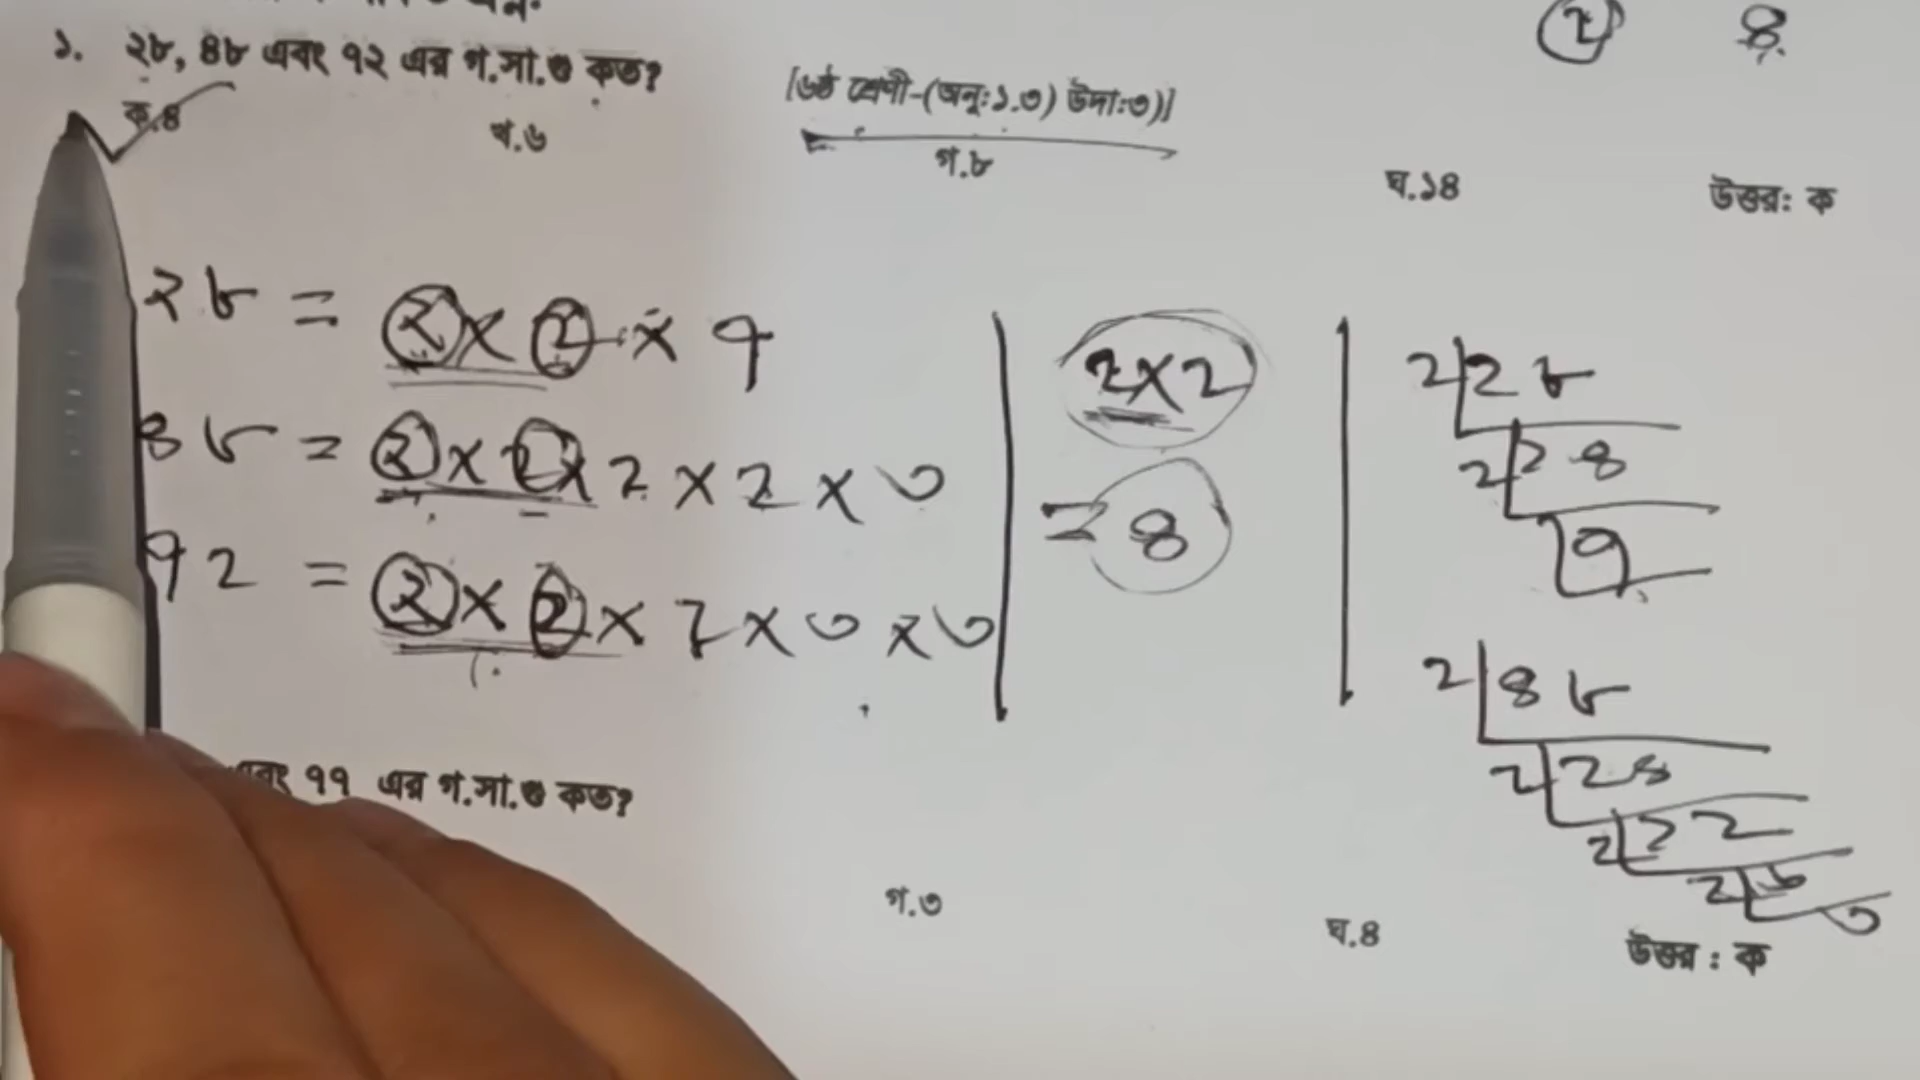 ২ ৪
১. ২৮, ৪৮ এবং ৭২ এর গ.সা.গু কত?
[৬ষ্ঠ শ্রেণী-(অনু:১.৩) উদা:৩)]
ক.৪ খ.৬ গ.৮ ঘ.১৪ উত্তর: ক
২৮ = ২ × ২ × ৭
৪৮ = ২ × ২ × ২ × ২ × ৩
৭২ = ২ × ২ × ২ × ৩ × ৩
২×২
= ৪
২ ২৮
২ ১৪
৭
২ ৪৮
২ ২৪
২ ১২
২ ৬
৩
এবং ৭৭ এর গ.সা.গু কত?
গ.৩ ঘ.৪ উত্তর : ক